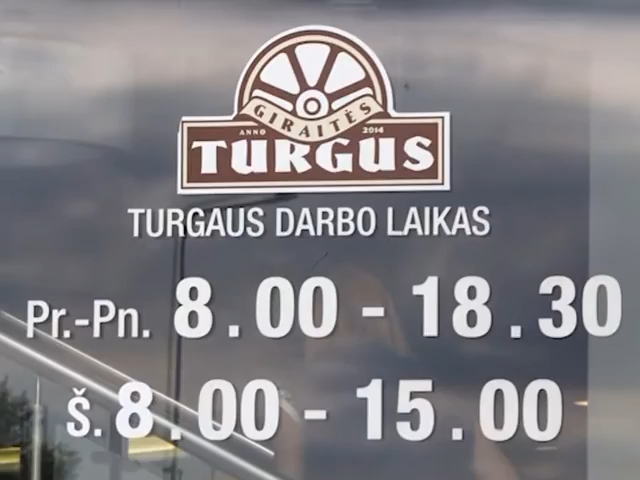 GIRAITĖS
ANNO 2014
TURGUS
TURGAUS DARBO LAIKAS
Pr.-Pn. 8.00 - 18.30
Š. 8.00 - 15.00